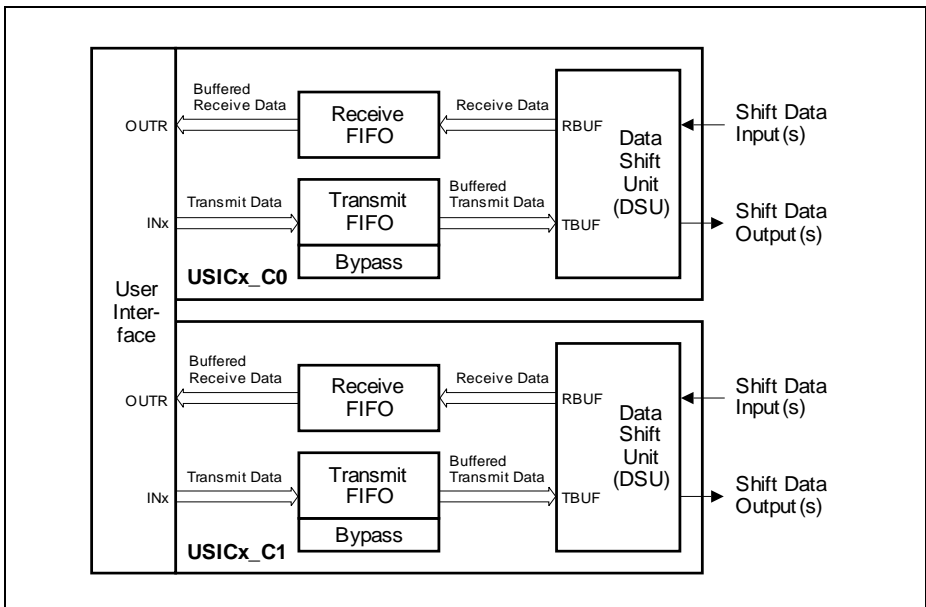 Buffered
Receive Data
OUTR
Receive
FIFO
Receive Data
RBUF
Shift Data
Input(s)
Data
Shift
Unit
(DSU)
Transmit Data
INx
Transmit
FIFO
Buffered
Transmit Data
TBUF
Shift Data
Output(s)
Bypass
USICx_C0
User
Inter-
face
Buffered
Receive Data
OUTR
Receive
FIFO
Receive Data
RBUF
Shift Data
Input(s)
Data
Shift
Unit
(DSU)
Transmit Data
INx
Transmit
FIFO
Buffered
Transmit Data
TBUF
Shift Data
Output(s)
Bypass
USICx_C1